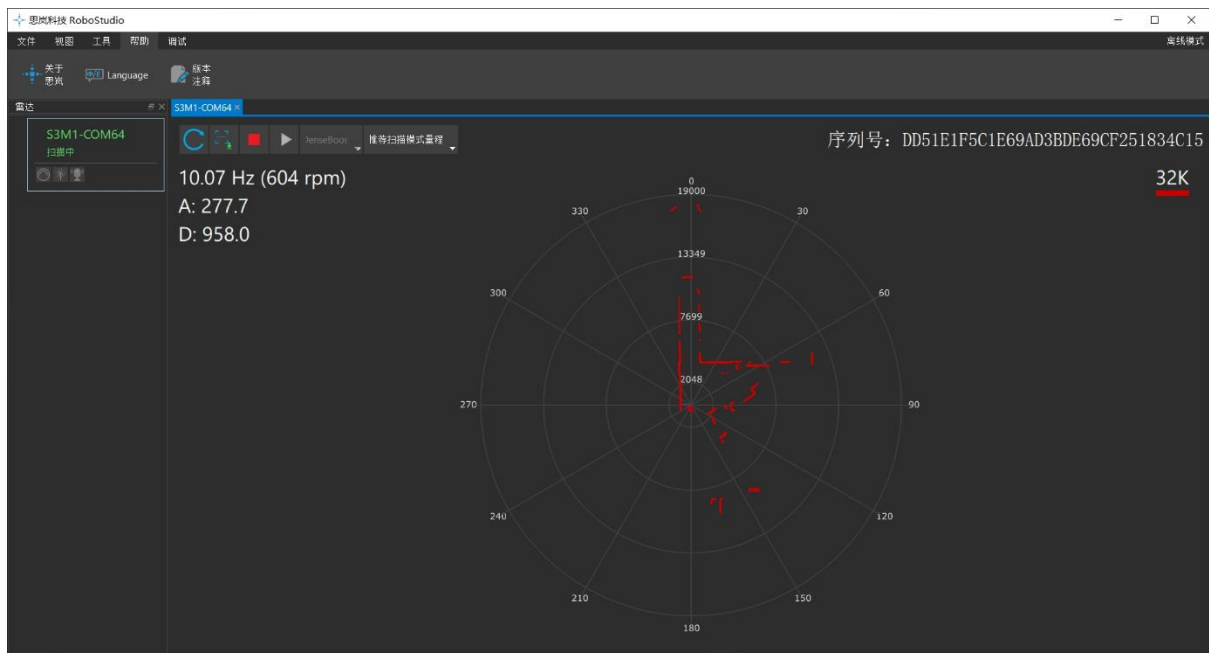 思岚科技 RoboStudio
文件 视图 工具 帮助 调试 离线模式
关于
思岚
Language
版本
注释
雷达
S3M1-COM64
S3M1-COM64
扫描中
推荐扫描模式量程
序列号: DD51E1F5C1E69AD3BDE69CF251834C15
10.07 Hz (604 rpm)
32K
A: 277.7
D: 958.0
0
19000
330
30
13349
300
60
7699
2048
270
90
240
120
210
150
180